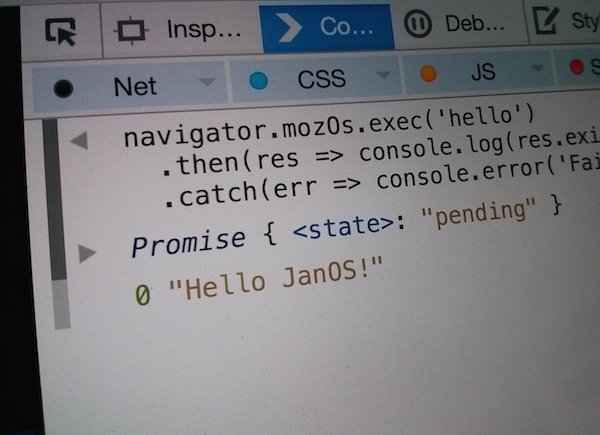 Insp... Co... Deb... Sty
Net CSS JS S
navigator.mozOs.exec('hello')
.then(res => console.log(res.exi
.catch(err => console.error('Fai
Promise { <state>: "pending" }
0 "Hello JanOS!"